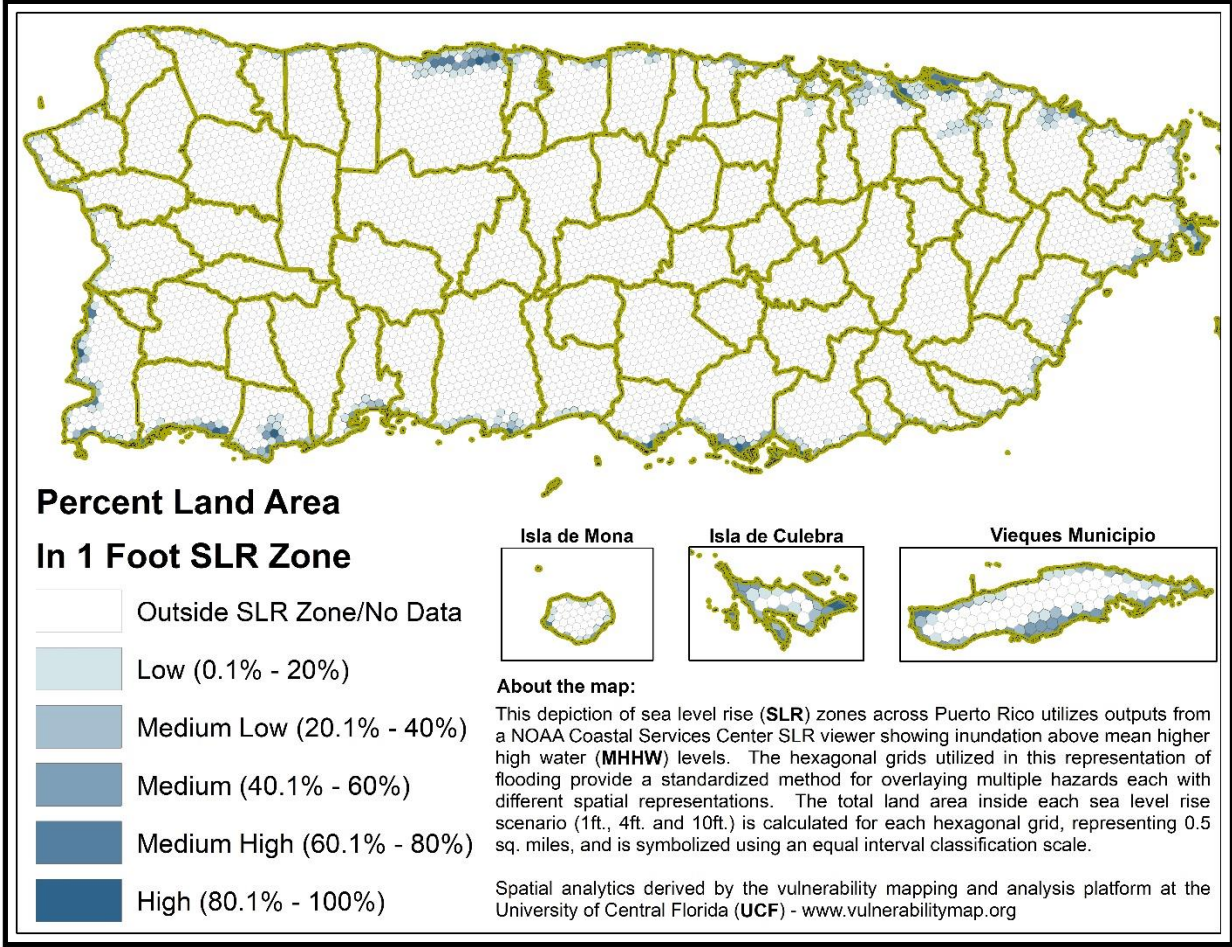 Percent Land Area
In 1 Foot SLR Zone
Outside SLR Zone/No Data
Low (0.1% - 20%)
Medium Low (20.1% - 40%)
Medium (40.1% - 60%)
Medium High (60.1% - 80%)
High (80.1% - 100%)
Isla de Mona
Isla de Culebra
Vieques Municipio
About the map:
This depiction of sea level rise (SLR) zones across Puerto Rico utilizes outputs from
a NOAA Coastal Services Center SLR viewer showing inundation above mean higher
high water (MHHW) levels. The hexagonal grids utilized in this representation of
flooding provide a standardized method for overlaying multiple hazards each with
different spatial representations. The total land area inside each sea level rise
scenario (1ft., 4ft. and 10ft.) is calculated for each hexagonal grid, representing 0.5
sq. miles, and is symbolized using an equal interval classification scale.
Spatial analytics derived by the vulnerability mapping and analysis platform at the
University of Central Florida (UCF) - www.vulnerabilitymap.org